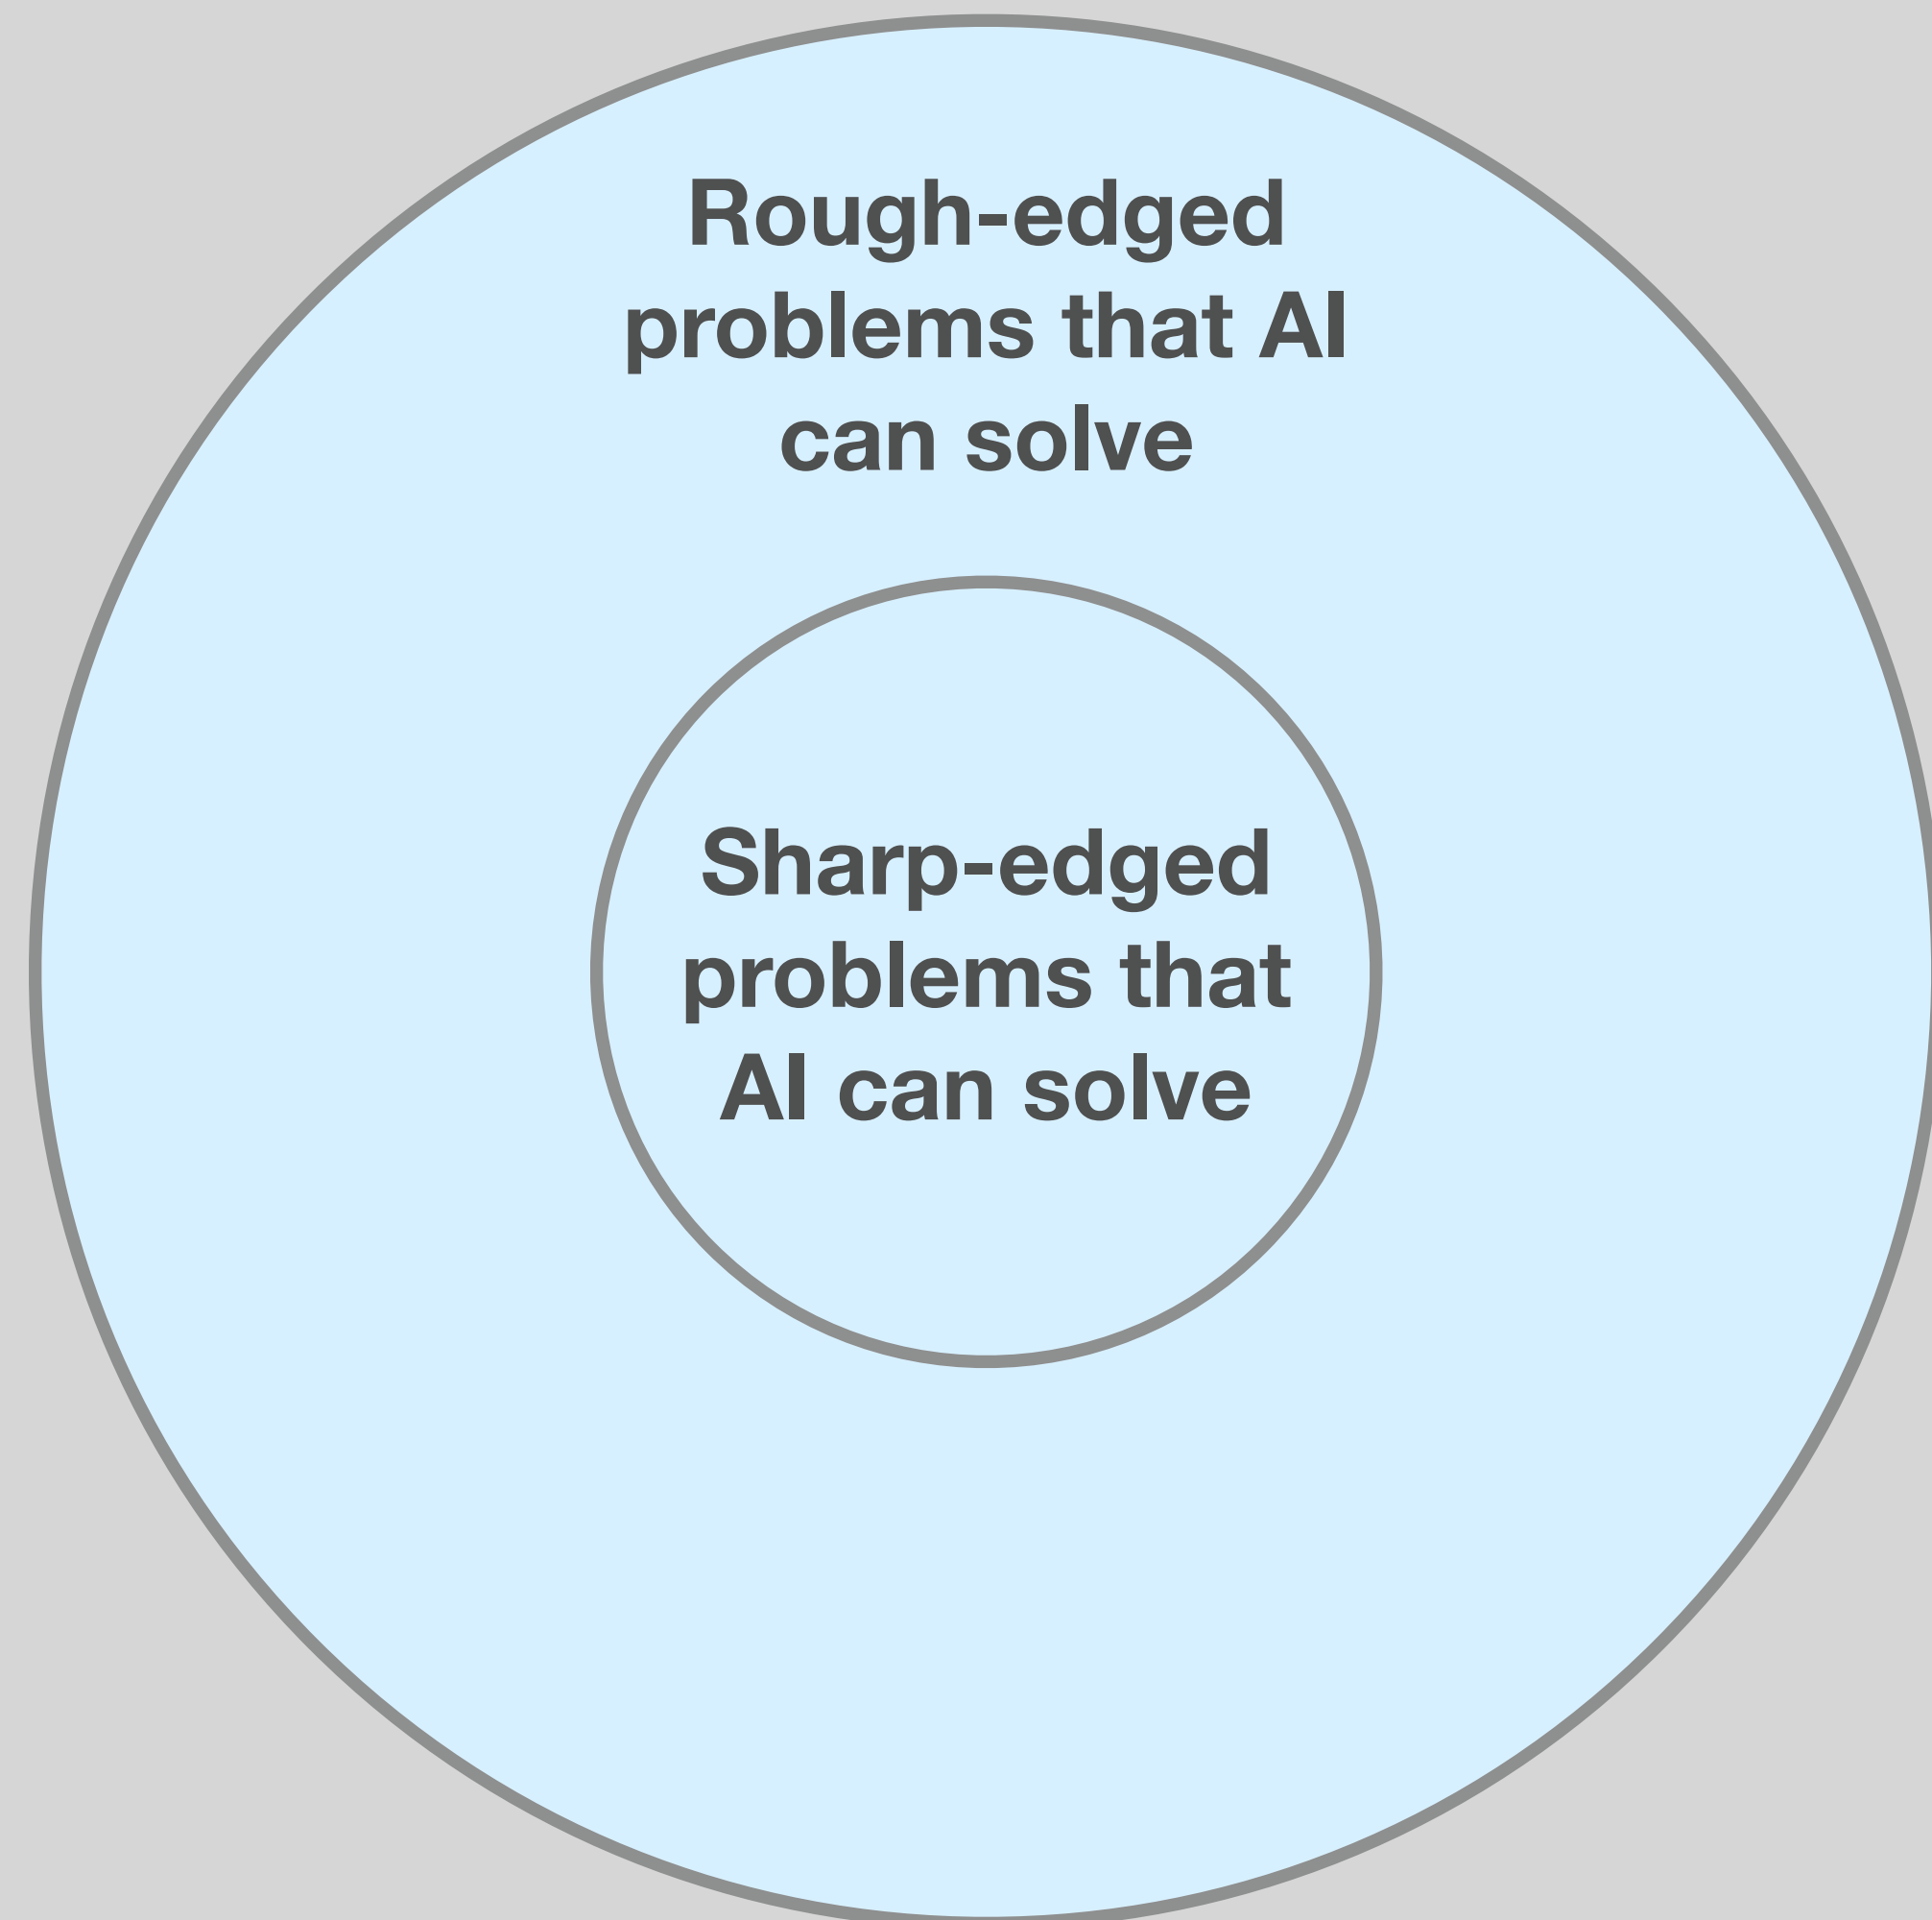 Rough-edged
problems that AI
can solve
Sharp-edged
problems that
AI can solve